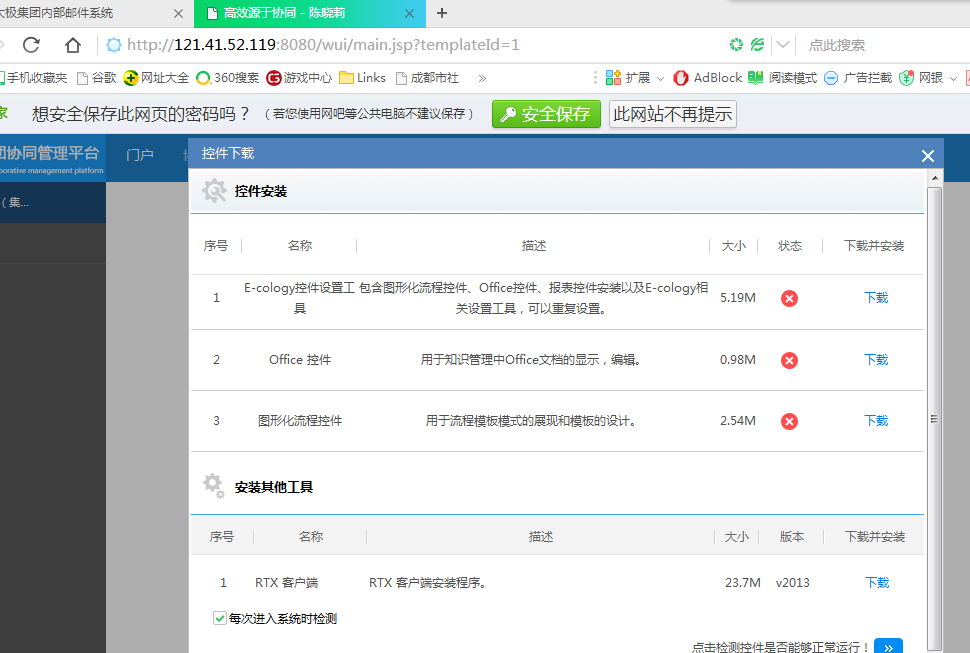 太极集团内部邮件系统
高效源于协同 - 陈晓莉
http://121.41.52.119:8080/wui/main.jsp?templateId=1
点此搜索
手机收藏夹 谷歌 网址大全 360搜索 游戏中心 Links 成都市社 »
扩展 AdBlock 阅读模式 广告拦截 网银
家 想安全保存此网页的密码吗？（若您使用网吧等公共电脑不建议保存） 安全保存 此网站不再提示
团协同管理平台
orative management platform
门户
（集...
控件下载
控件安装
序号 名称 描述 大小 状态 下载并安装
1 E-cology控件设置工具 包含图形化流程控件、Office控件、报表控件安装以及E-cology相关设置工具，可以重复设置。 5.19M 下载
2 Office 控件 用于知识管理中Office文档的显示，编辑。 0.98M 下载
3 图形化流程控件 用于流程模板模式的展现和模板的设计。 2.54M 下载
安装其他工具
序号 名称 描述 大小 版本 下载并安装
1 RTX 客户端 RTX 客户端安装程序。 23.7M v2013 下载
每次进入系统时检测
点击检测控件是否能够正常运行！ »